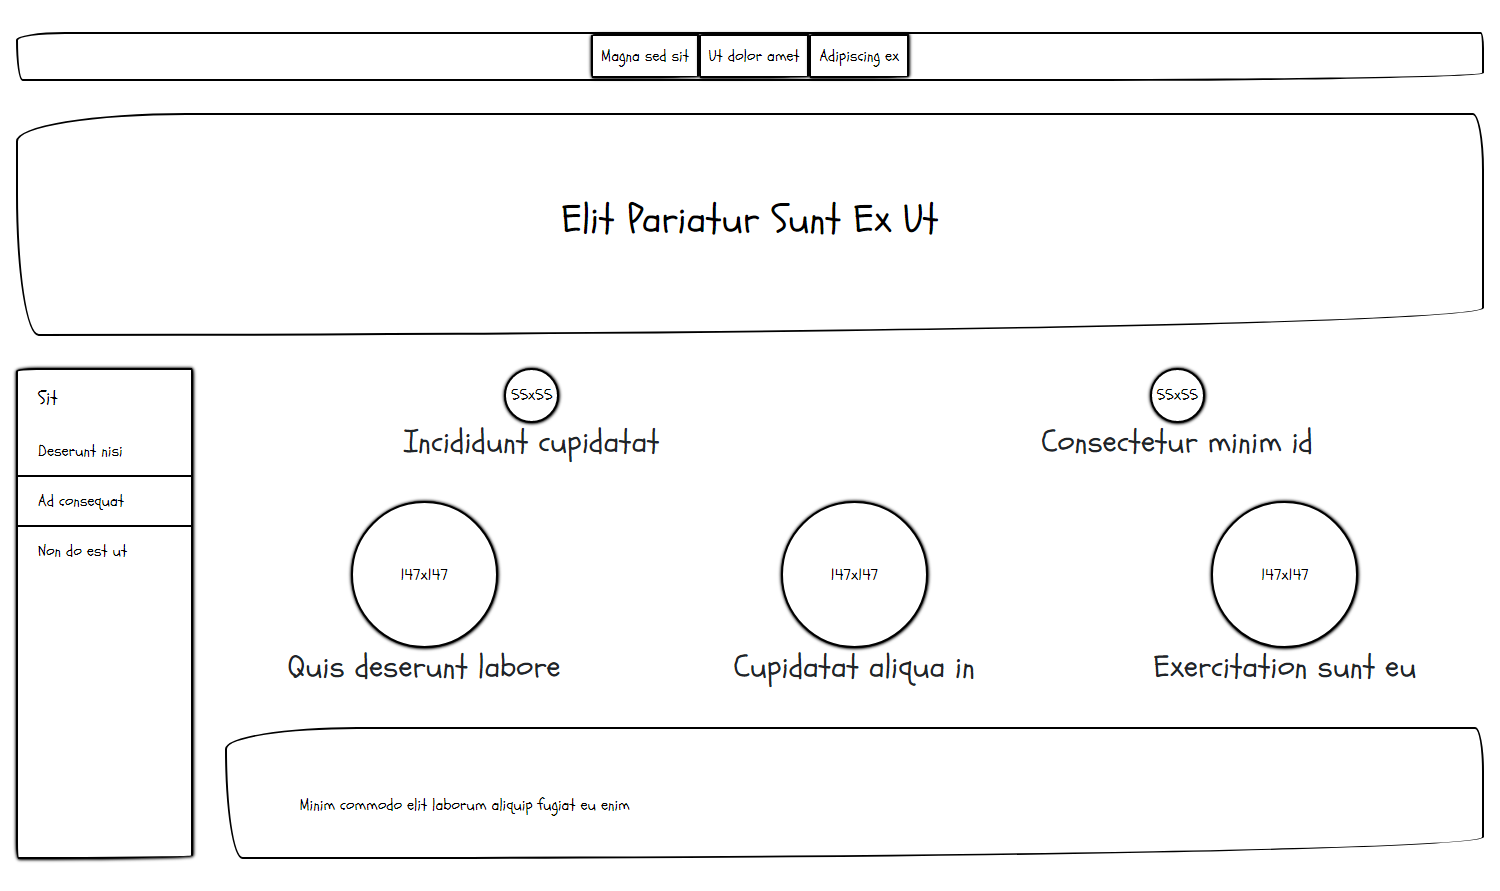 Magna sed sit
Ut dolor amet
Adipiscing ex
Elit Pariatur Sunt Ex Ut
Sit
Deserunt nisi
Ad consequat
Non do est ut
55x55
Incididunt cupidatat
55x55
Consectetur minim id
147x147
Quis deserunt labore
147x147
Cupidatat aliqua in
147x147
Exercitation sunt eu
Minim commodo elit laborum aliquip fugiat eu enim